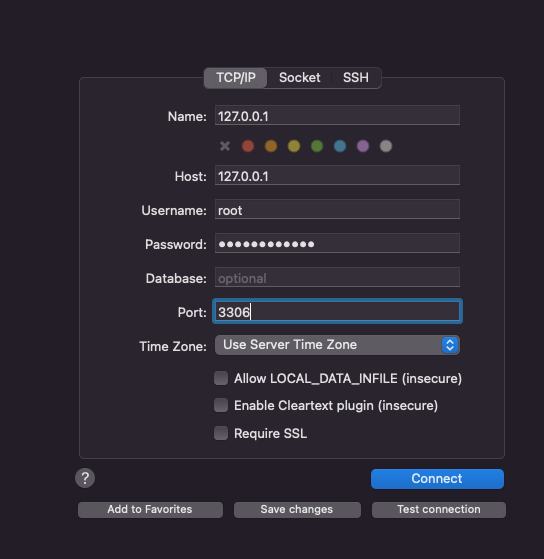 TCP/IP Socket SSH
Name: 127.0.0.1
Host: 127.0.0.1
Username: root
Password: ●●●●●●●●●●●●
Database: optional
Port: 3306
Time Zone: Use Server Time Zone
Allow LOCAL_DATA_INFILE (insecure)
Enable Cleartext plugin (insecure)
Require SSL
? Connect
Add to Favorites Save changes Test connection